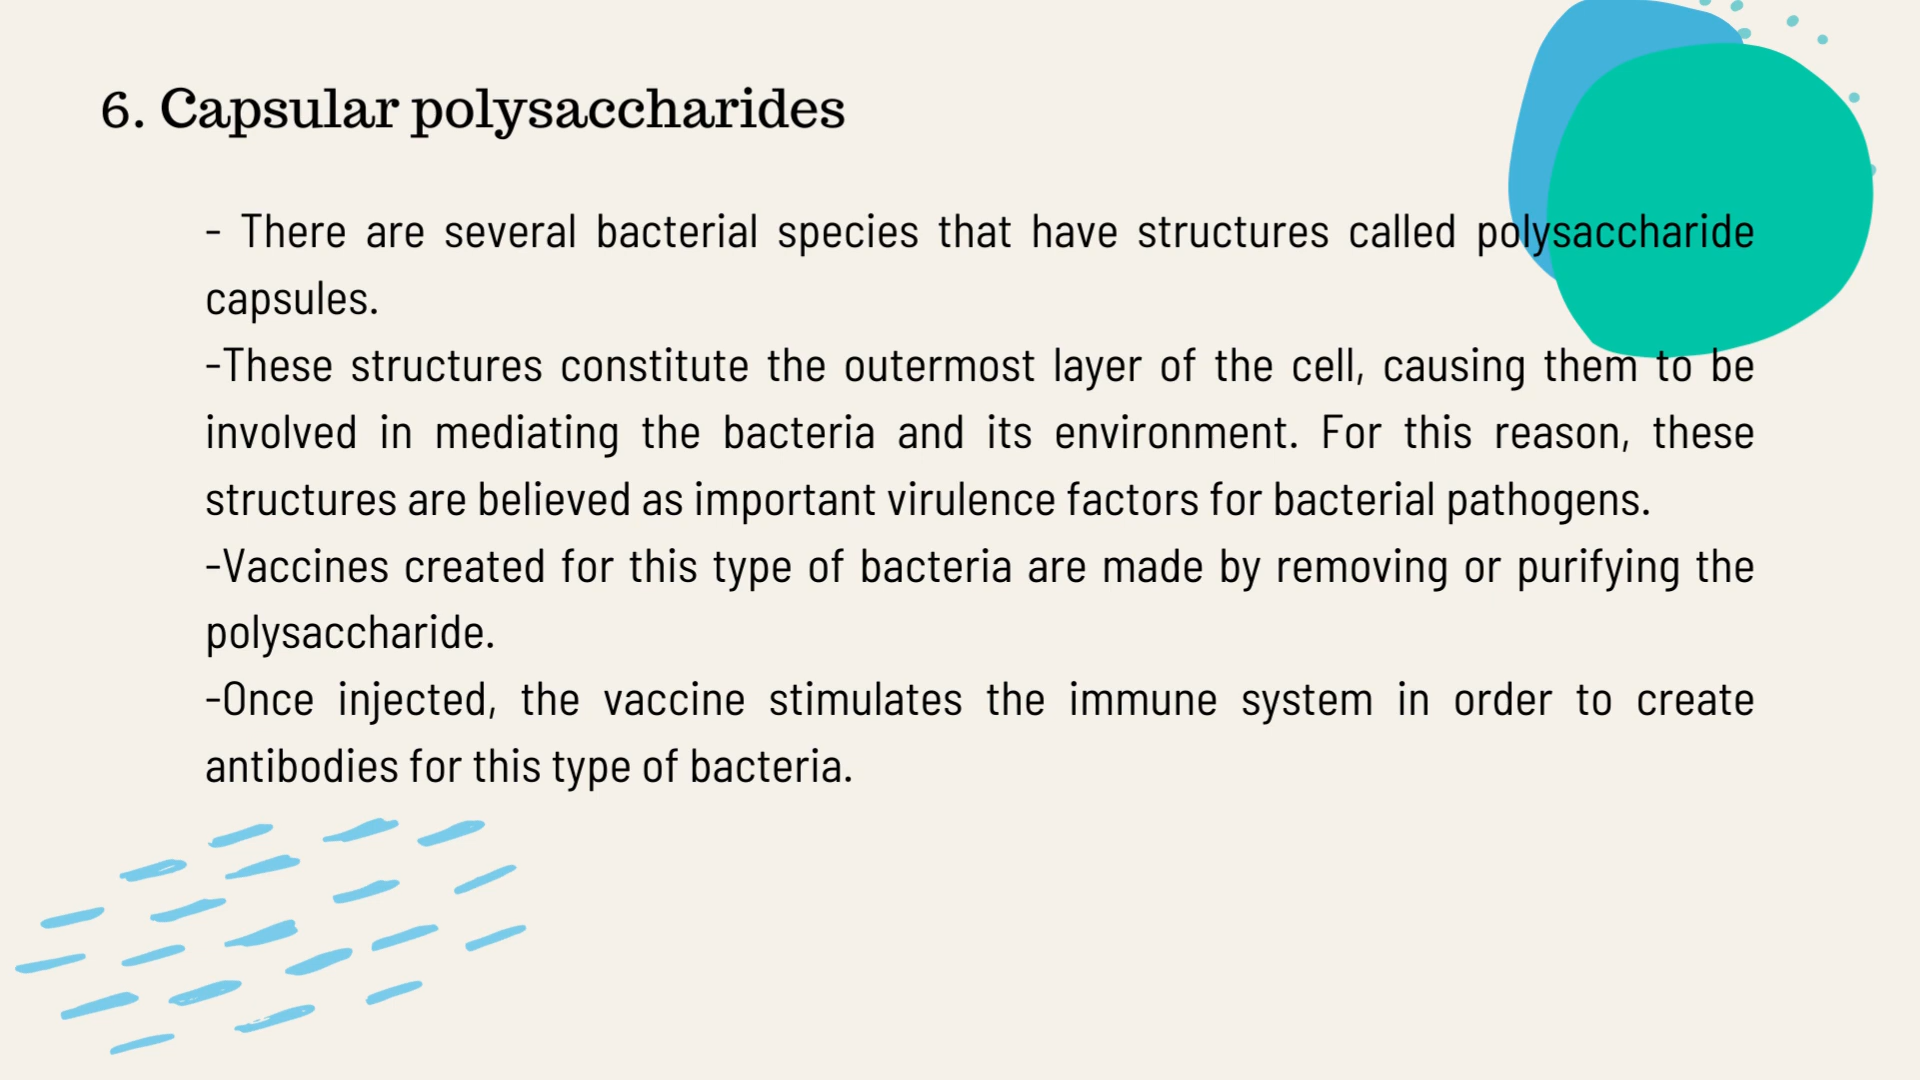 6. Capsular polysaccharides
- There are several bacterial species that have structures called polysaccharide
capsules.
-These structures constitute the outermost layer of the cell, causing them to be
involved in mediating the bacteria and its environment. For this reason, these
structures are believed as important virulence factors for bacterial pathogens.
-Vaccines created for this type of bacteria are made by removing or purifying the
polysaccharide.
-Once injected, the vaccine stimulates the immune system in order to create
antibodies for this type of bacteria.